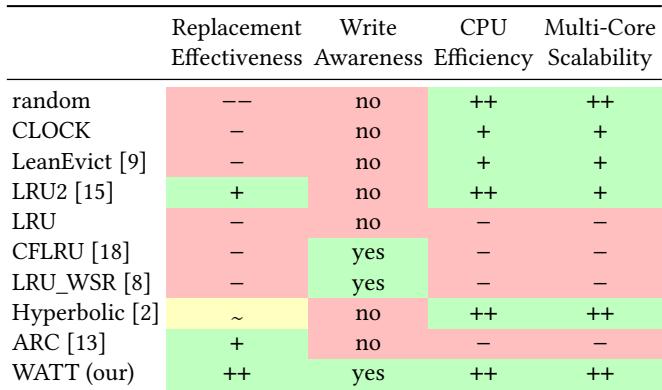 Replacement Write CPU Multi-Core
Effectiveness Awareness Efficiency Scalability
random −− no ++ ++
CLOCK − no + +
LeanEvict [9] − no + +
LRU2 [15] + no ++ +
LRU − no − −
CFLRU [18] − yes − −
LRU_WSR [8] − yes − −
Hyperbolic [2] ~ no ++ ++
ARC [13] + no − −
WATT (our) ++ yes ++ ++